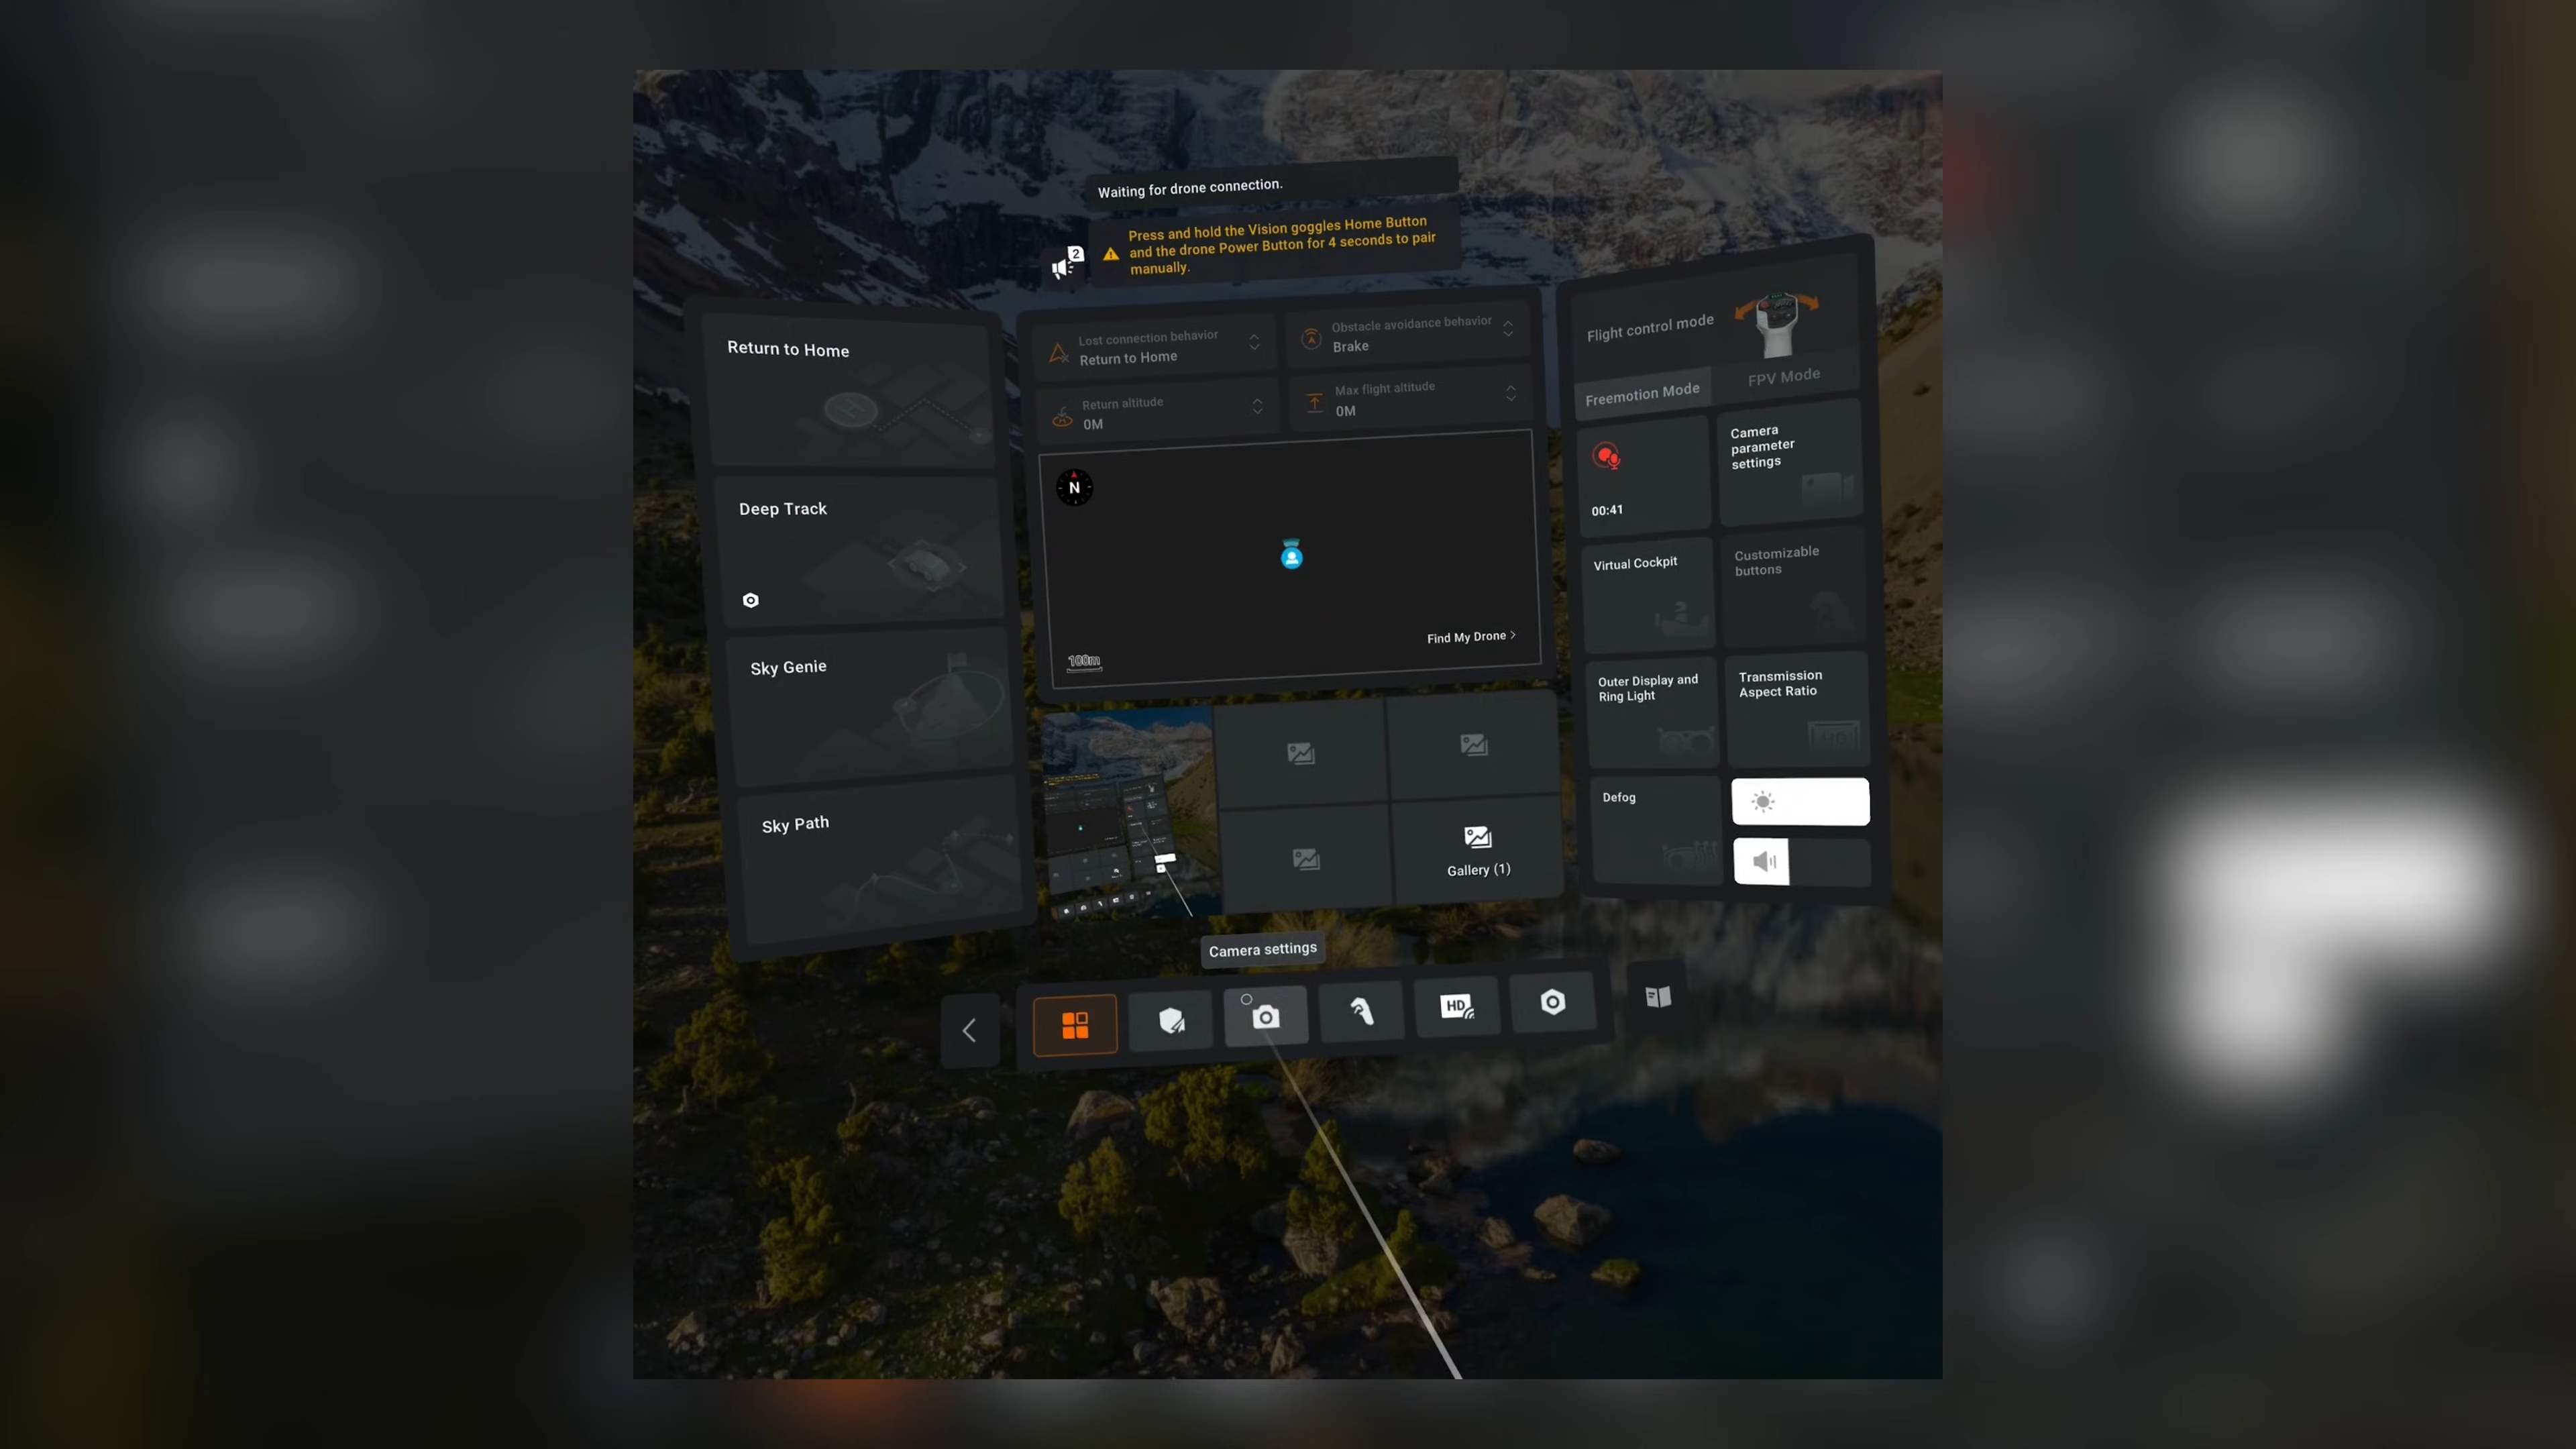 Waiting for drone connection.
2
Press and hold the Vision goggles Home Button
and the drone Power Button for 4 seconds to pair
manually.
Return to Home
Deep Track
Sky Genie
Sky Path
Lost connection behavior
Return to Home
Obstacle avoidance behavior
Brake
Return altitude
0M
Max flight altitude
0M
N
100m
Find My Drone
Gallery (1)
Flight control mode
Freemotion Mode
FPV Mode
00:41
Camera
parameter
settings
Virtual Cockpit
Customizable
buttons
Outer Display and
Ring Light
Transmission
Aspect Ratio
HD
Defog
Camera settings
HD